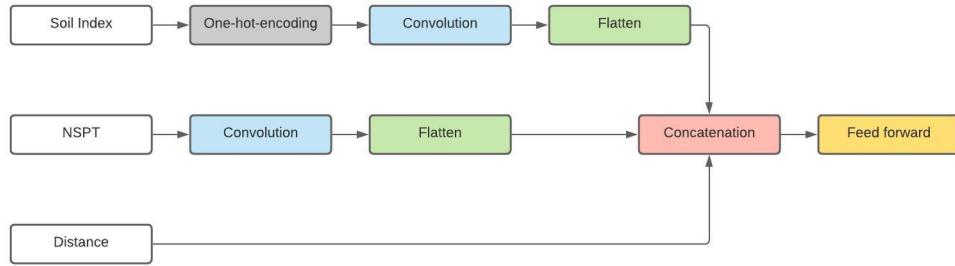 Soil Index
One-hot-encoding
Convolution
Flatten
NSPT
Convolution
Flatten
Concatenation
Feed forward
Distance